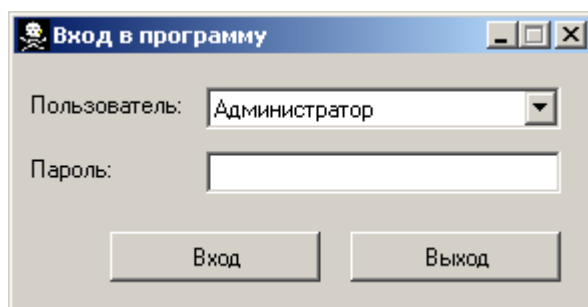 Вход в программу
Пользователь: Администратор
Пароль:
Вход Выход